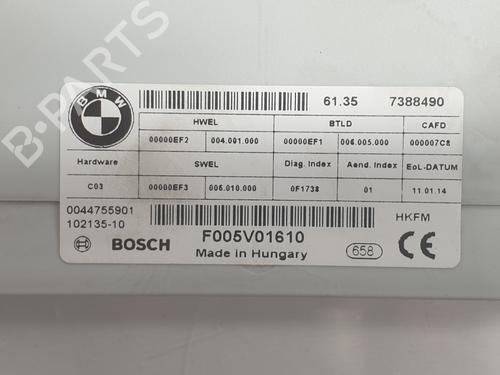 B-PARTS
BMW
61.35 7388490
HWEL BTLD CAFD
00000EF2 004.001.000 00000EF1 006.005.000 000007C8
Hardware SWEL Diag. Index Aend. Index EoL-DATUM
C03 00000EF3 005.010.000 0F1738 01 11.01.14
0044755901
102135-10
HKFM
BOSCH F005V01610
Made in Hungary 658 CE